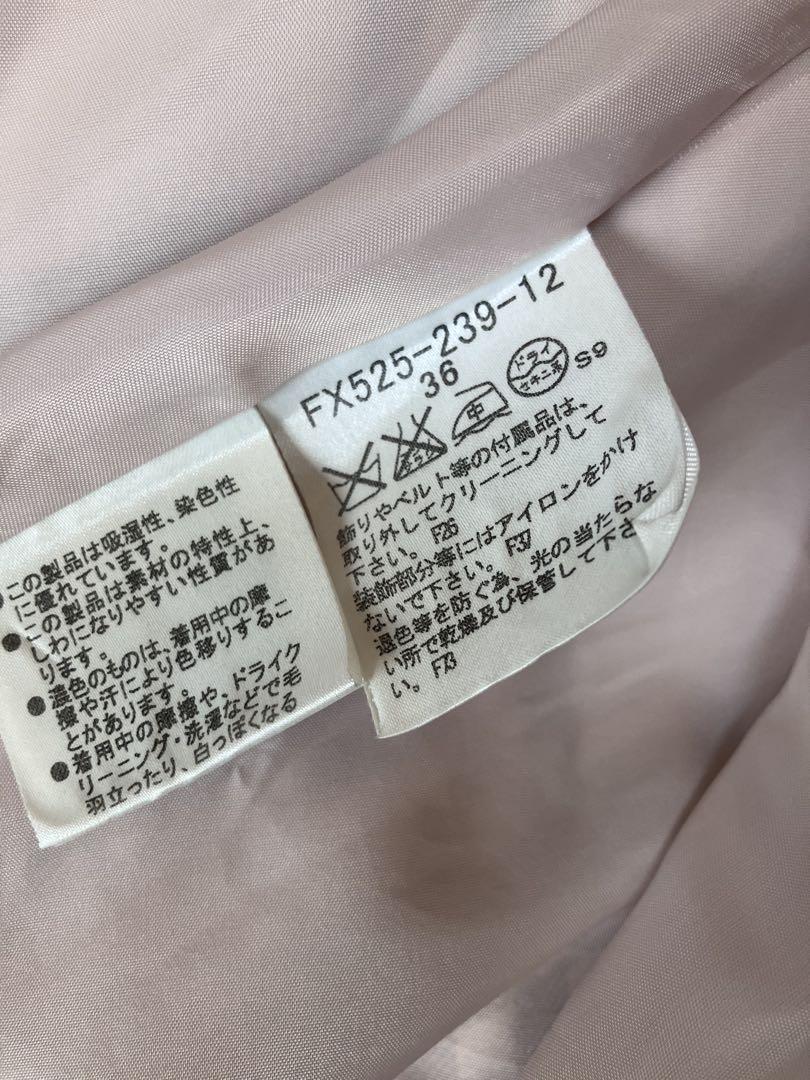 この製品は吸湿性、染色性
に優れています。
この製品は素材の特性上、
しわになりやすい性質があ
ります。
濃色のものは、着用中の摩
擦や汗により色移りするこ
とがあります。
着用中の摩擦や、ドライク
リーニング・洗濯などで毛
羽立ったり、白っぽくなる
FX525-239-12
36
エンソサラシ
中
ドライ
セキユ系
S9
飾りやベルト等の付属品は、
取り外してクリーニングして
下さい。F26
装飾部分等にはアイロンをかけ
ないで下さい。F37
退色等を防ぐ為、光の当たらな
い所で乾燥及び保管して下さ
い。F73